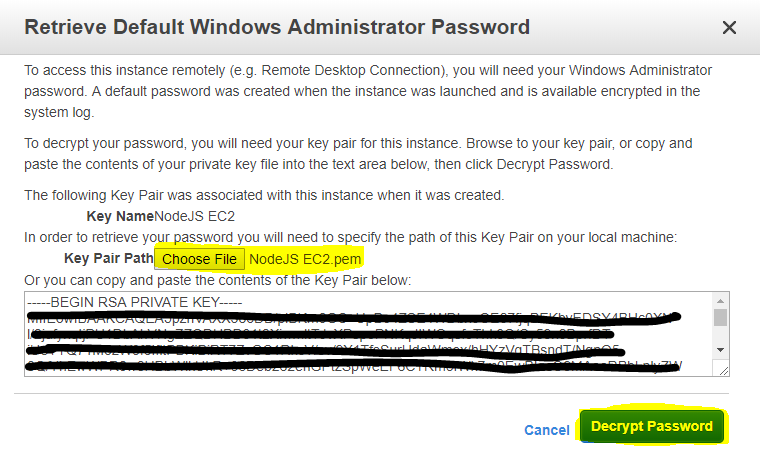 Retrieve Default Windows Administrator Password
To access this instance remotely (e.g. Remote Desktop Connection), you will need your Windows Administrator
password. A default password was created when the instance was launched and is available encrypted in the
system log.
To decrypt your password, you will need your key pair for this instance. Browse to your key pair, or copy and
paste the contents of your private key file into the text area below, then click Decrypt Password.
The following Key Pair was associated with this instance when it was created.
Key NameNodeJS EC2
In order to retrieve your password you will need to specify the path of this Key Pair on your local machine:
Key Pair Path Choose File NodeJS EC2.pem
Or you can copy and paste the contents of the Key Pair below:
-----BEGIN RSA PRIVATE KEY-----
Cancel Decrypt Password